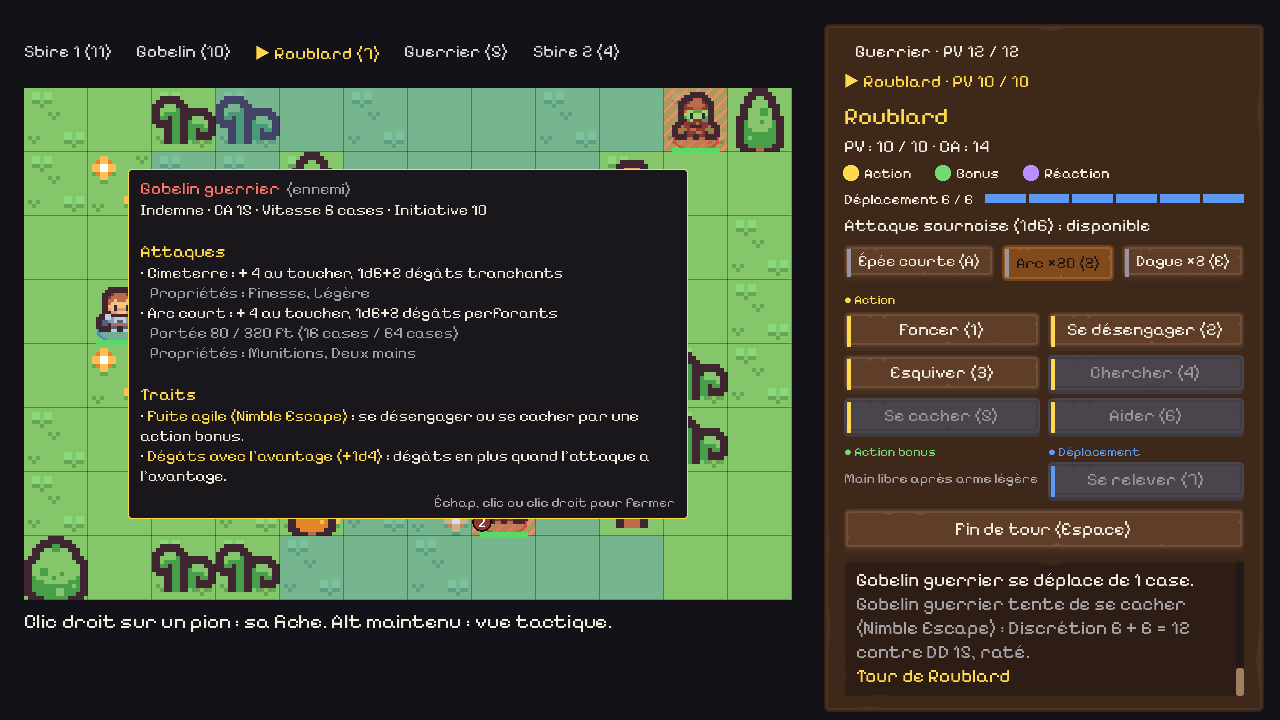 Sbire 1 (11) Gobelin (10) ▶ Roublard (7) Guerrier (5) Sbire 2 (4)
Gobelin guerrier (ennemi)
Indemne · CA 15 · Vitesse 6 cases · Initiative 10
Attaques
· Cimeterre : + 4 au toucher, 1d6+2 dégâts tranchants
Propriétés : Finesse, Légère
· Arc court : + 4 au toucher, 1d6+2 dégâts perforants
Portée 80 / 320 ft (16 cases / 64 cases)
Propriétés : Munitions, Deux mains
Traits
· Fuite agile (Nimble Escape) : se désengager ou se cacher par une
action bonus.
· Dégâts avec l'avantage (+1d4) : dégâts en plus quand l'attaque a
l'avantage.
Échap, clic ou clic droit pour fermer
2
Clic droit sur un pion : sa fiche. Alt maintenu : vue tactique.
Guerrier · PV 12 / 12
▶ Roublard · PV 10 / 10
Roublard
PV : 10 / 10 · CA : 14
Action Bonus Réaction
Déplacement 6 / 6
Attaque sournoise (1d6) : disponible
Épée courte (A) Arc ×20 (Z) Dague ×2 (E)
• Action
Foncer (1) Se désengager (2)
Esquiver (3) Chercher (4)
Se cacher (5) Aider (6)
• Action bonus • Déplacement
Main libre après arme légère Se relever (7)
Fin de tour (Espace)
Gobelin guerrier se déplace de 1 case.
Gobelin guerrier tente de se cacher
(Nimble Escape) : Discrétion 6 + 6 = 12
contre DD 15, raté.
Tour de Roublard